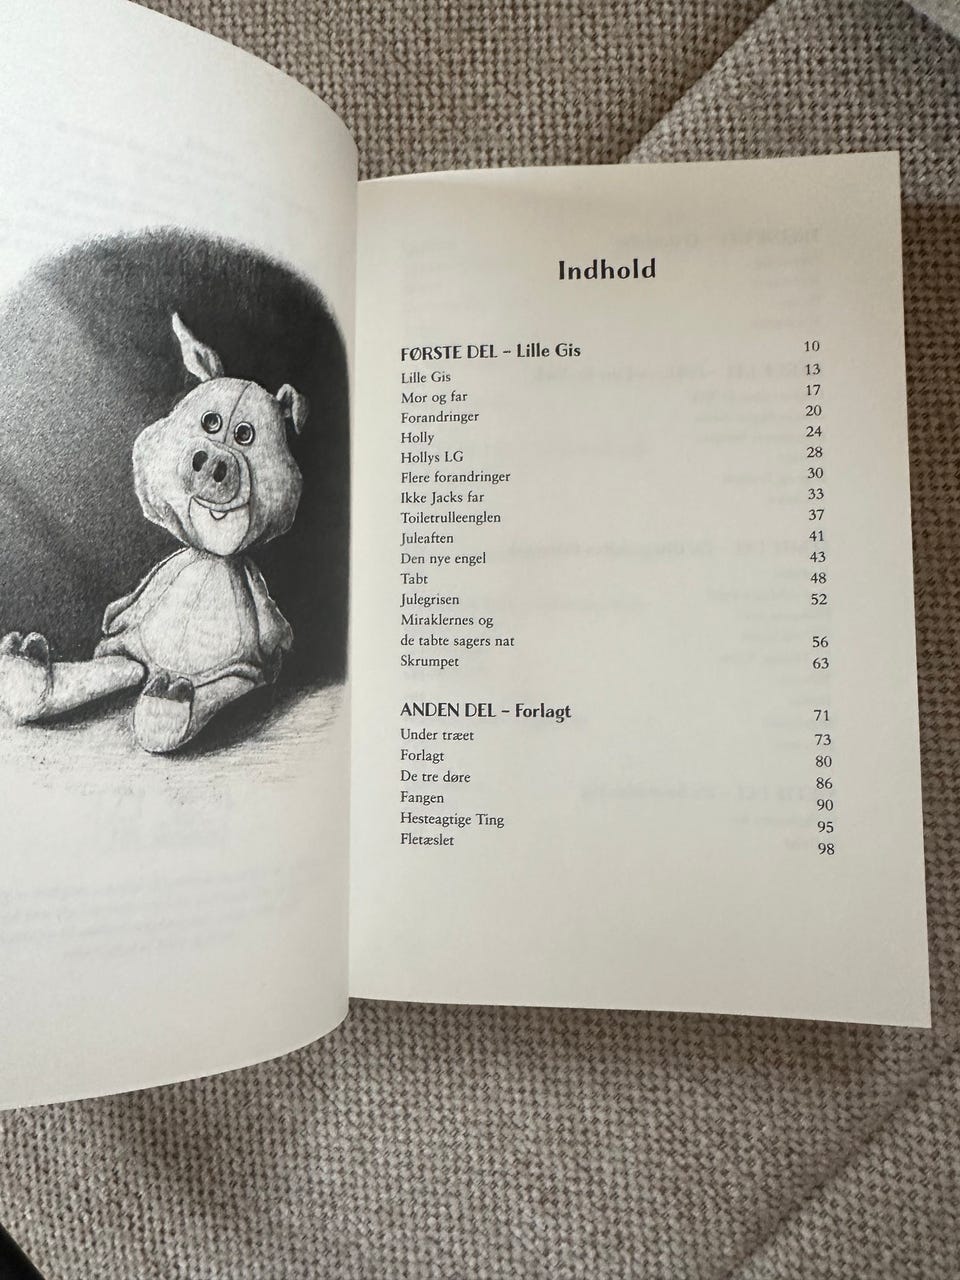 Indhold
FØRSTE DEL – Lille Gis 10
Lille Gis 13
Mor og far 17
Forandringer 20
Holly 24
Hollys LG 28
Flere forandringer 30
Ikke Jacks far 33
Toiletrulleenglen 37
Juleaften 41
Den nye engel 43
Tabt 48
Julegrisen 52
Miraklernes og
de tabte sagers nat 56
Skrumpet 63
ANDEN DEL – Forlagt 71
Under træet 73
Forlagt 80
De tre døre 86
Fangen 90
Hesteagtige Ting 95
Fletæslet 98